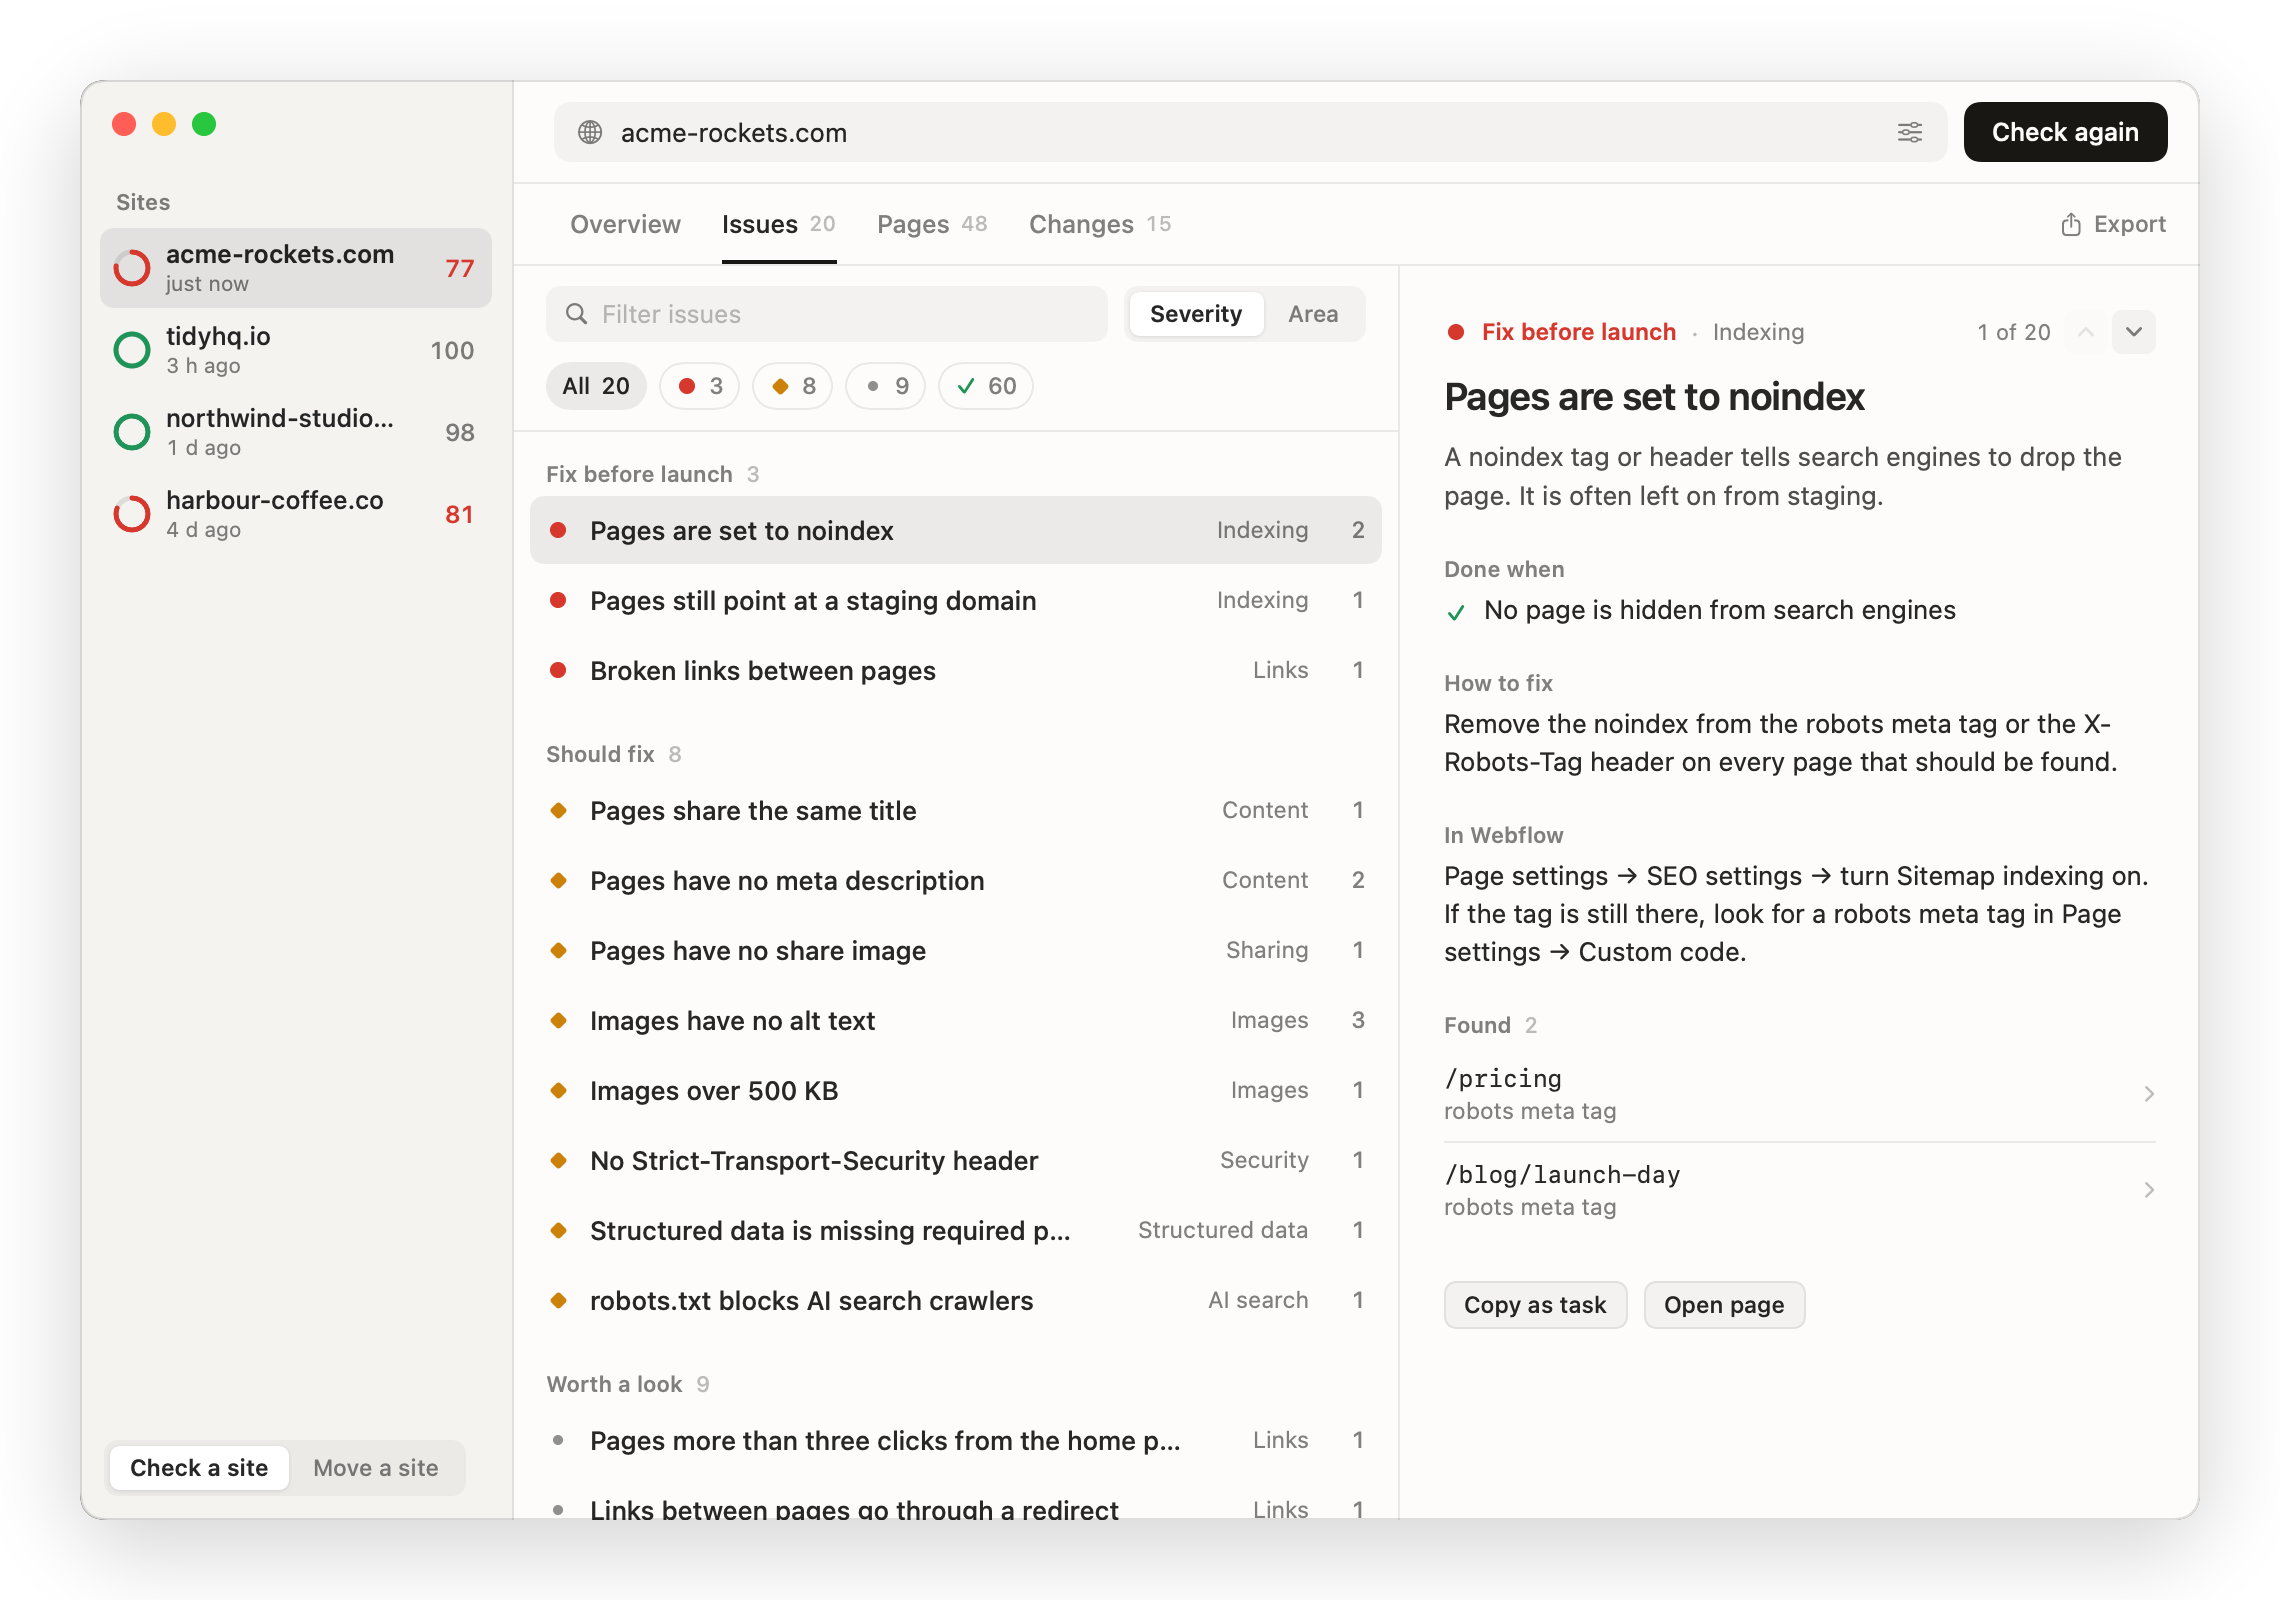 Sites
acme-rockets.com
just now
77
tidyhq.io
3 h ago
100
northwind-studio...
1 d ago
98
harbour-coffee.co
4 d ago
81
Check a site
Move a site
acme-rockets.com
Check again
Overview
Issues 20
Pages 48
Changes 15
Export
Filter issues
Severity
Area
All 20
3
8
9
60
Fix before launch 3
Pages are set to noindex Indexing 2
Pages still point at a staging domain Indexing 1
Broken links between pages Links 1
Should fix 8
Pages share the same title Content 1
Pages have no meta description Content 2
Pages have no share image Sharing 1
Images have no alt text Images 3
Images over 500 KB Images 1
No Strict-Transport-Security header Security 1
Structured data is missing required p... Structured data 1
robots.txt blocks AI search crawlers AI search 1
Worth a look 9
Pages more than three clicks from the home p... Links 1
Links between pages go through a redirect Links 1
Fix before launch · Indexing
1 of 20
Pages are set to noindex
A noindex tag or header tells search engines to drop the
page. It is often left on from staging.
Done when
No page is hidden from search engines
How to fix
Remove the noindex from the robots meta tag or the X-
Robots-Tag header on every page that should be found.
In Webflow
Page settings → SEO settings → turn Sitemap indexing on.
If the tag is still there, look for a robots meta tag in Page
settings → Custom code.
Found 2
/pricing
robots meta tag
/blog/launch-day
robots meta tag
Copy as task
Open page